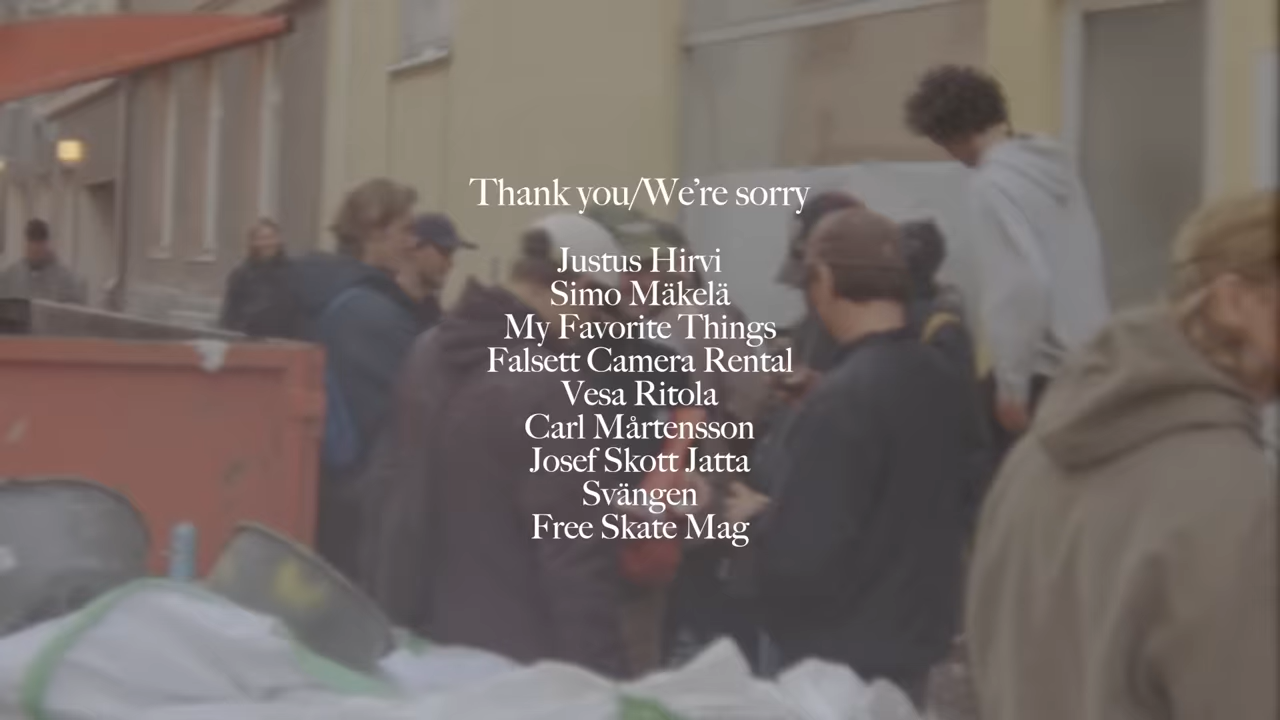 Thank you/We're sorry
Justus Hirvi
Simo Mäkelä
My Favorite Things
Falsett Camera Rental
Vesa Ritola
Carl Mårtensson
Josef Skott Jatta
Svängen
Free Skate Mag